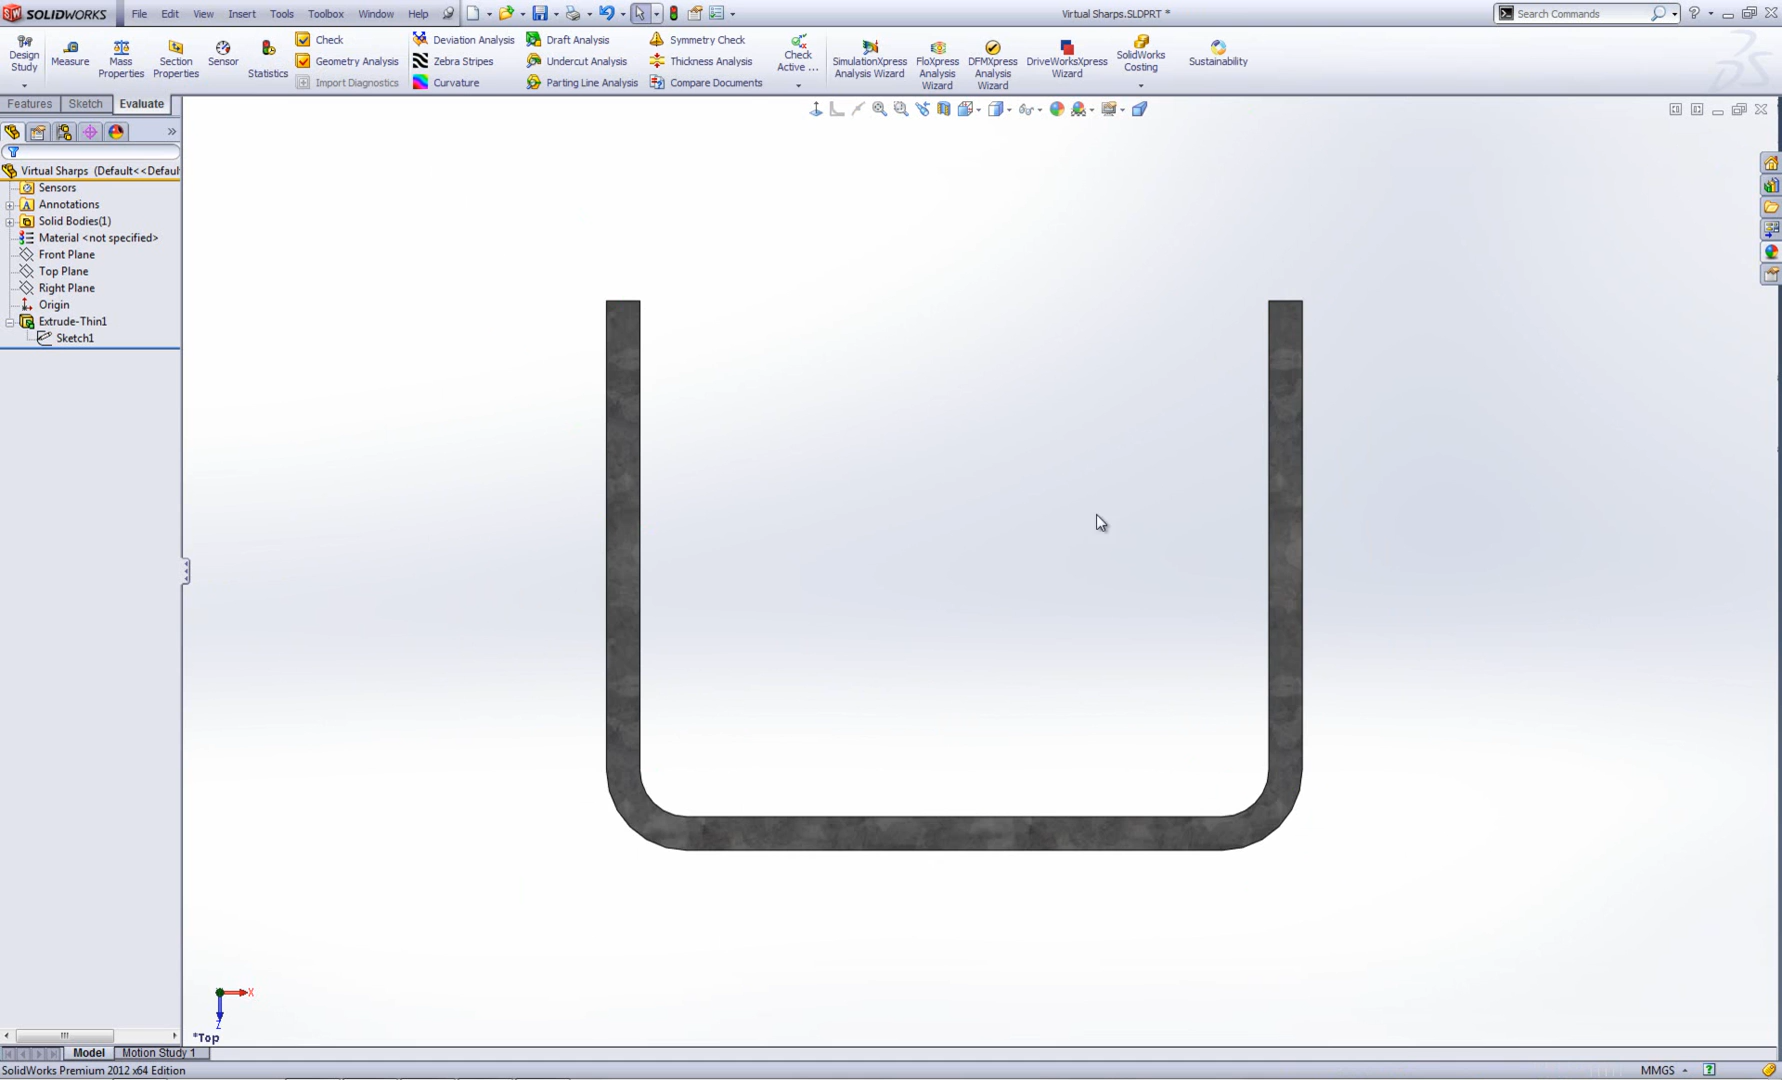 SW SOLIDWORKS File Edit View Insert Tools Toolbox Window Help Virtual Sharps.SLDPRT * Search Commands
Design Study
Measure
Mass Properties
Section Properties
Sensor
Statistics
Check
Geometry Analysis
Import Diagnostics
Deviation Analysis
Zebra Stripes
Curvature
Draft Analysis
Undercut Analysis
Parting Line Analysis
Symmetry Check
Thickness Analysis
Compare Documents
Check
Active ...
SimulationXpress
Analysis Wizard
FloXpress
Analysis
Wizard
DFMXpress
Analysis
Wizard
DriveWorksXpress
Wizard
SolidWorks
Costing
Sustainability
Features Sketch Evaluate
Virtual Sharps (Default<<Defaul
Sensors
Annotations
Solid Bodies(1)
Material <not specified>
Front Plane
Top Plane
Right Plane
Origin
Extrude-Thin1
Sketch1
X
Z
*Top
Model Motion Study 1
SolidWorks Premium 2012 x64 Edition MMGS